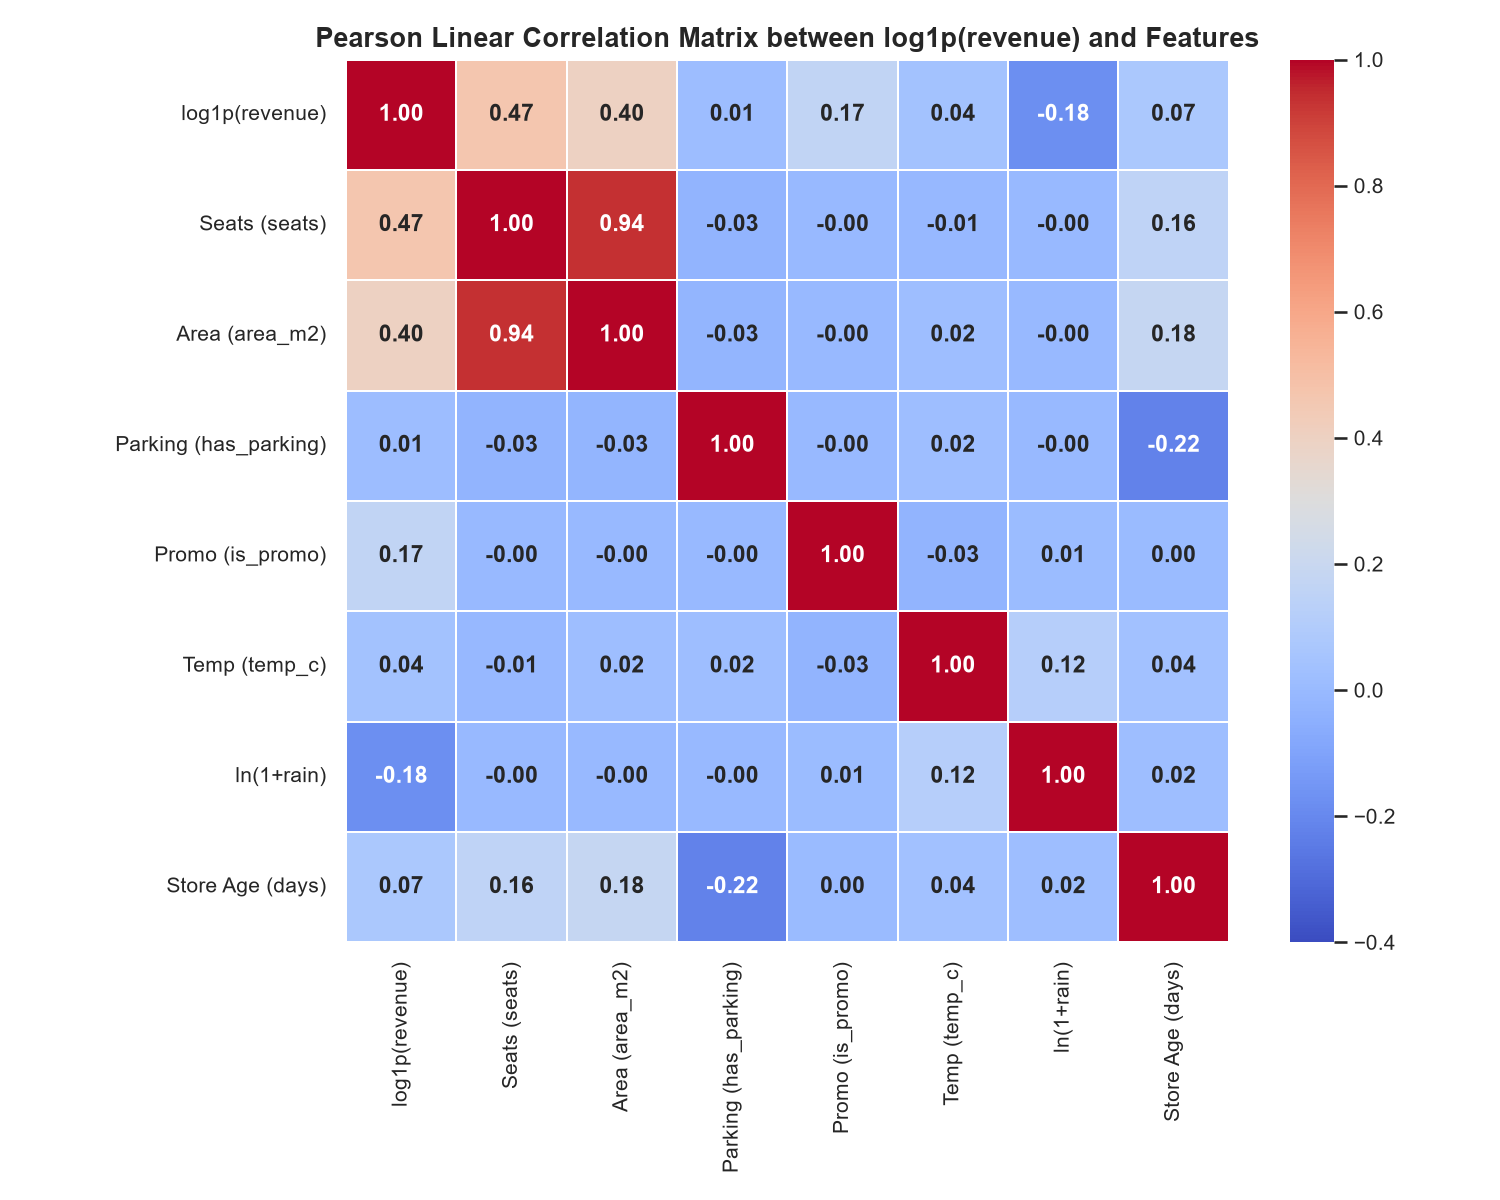 Pearson Linear Correlation Matrix between log1p(revenue) and Features
log1p(revenue) 1.00 0.47 0.40 0.01 0.17 0.04 -0.18 0.07
Seats (seats) 0.47 1.00 0.94 -0.03 -0.00 -0.01 -0.00 0.16
Area (area_m2) 0.40 0.94 1.00 -0.03 -0.00 0.02 -0.00 0.18
Parking (has_parking) 0.01 -0.03 -0.03 1.00 -0.00 0.02 -0.00 -0.22
Promo (is_promo) 0.17 -0.00 -0.00 -0.00 1.00 -0.03 0.01 0.00
Temp (temp_c) 0.04 -0.01 0.02 0.02 -0.03 1.00 0.12 0.04
ln(1+rain) -0.18 -0.00 -0.00 -0.00 0.01 0.12 1.00 0.02
Store Age (days) 0.07 0.16 0.18 -0.22 0.00 0.04 0.02 1.00
log1p(revenue)
Seats (seats)
Area (area_m2)
Parking (has_parking)
Promo (is_promo)
Temp (temp_c)
ln(1+rain)
Store Age (days)
1.0
0.8
0.6
0.4
0.2
0.0
−0.2
−0.4